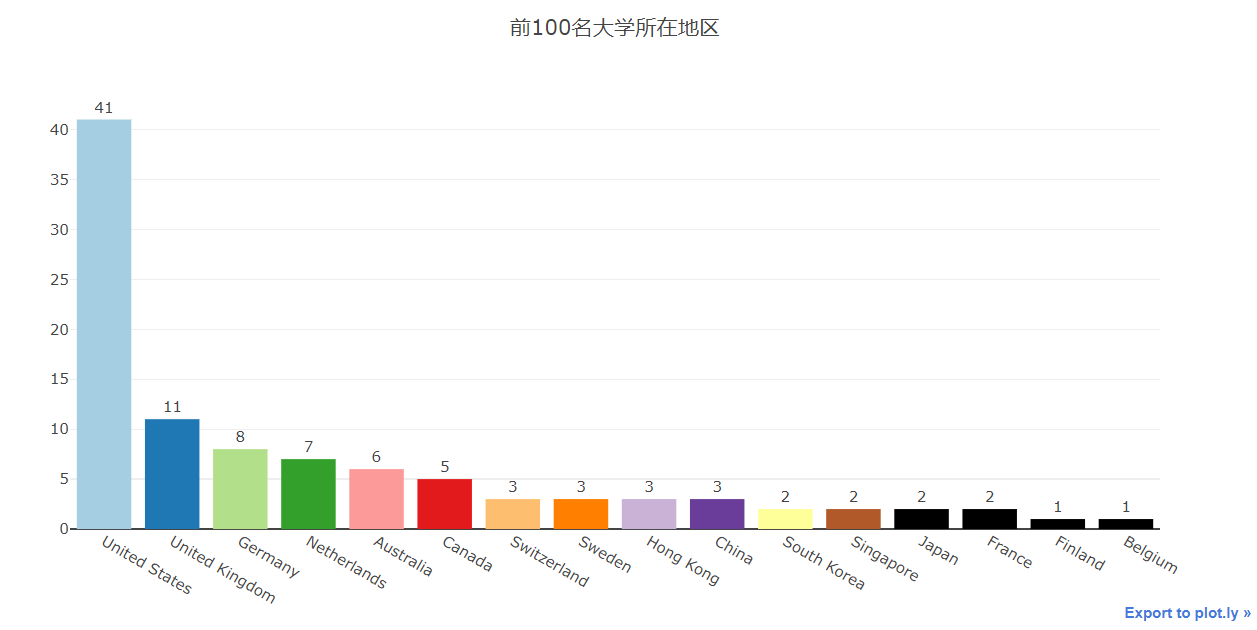 前100名大学所在地区
41
40
35
30
25
20
15
11
10
8
7
6
5
5
3
3
3
3
2
2
2
2
1
1
0
United States
United Kingdom
Germany
Netherlands
Australia
Canada
Switzerland
Sweden
Hong Kong
China
South Korea
Singapore
Japan
France
Finland
Belgium
Export to plot.ly »